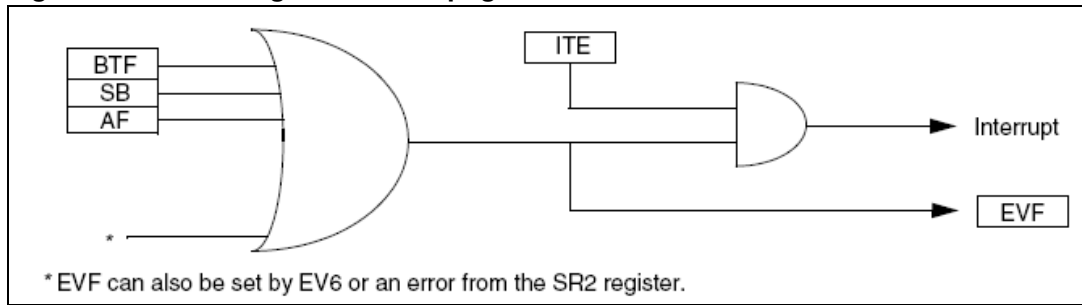 BTF
SB
AF
*
ITE
Interrupt
EVF
* EVF can also be set by EV6 or an error from the SR2 register.